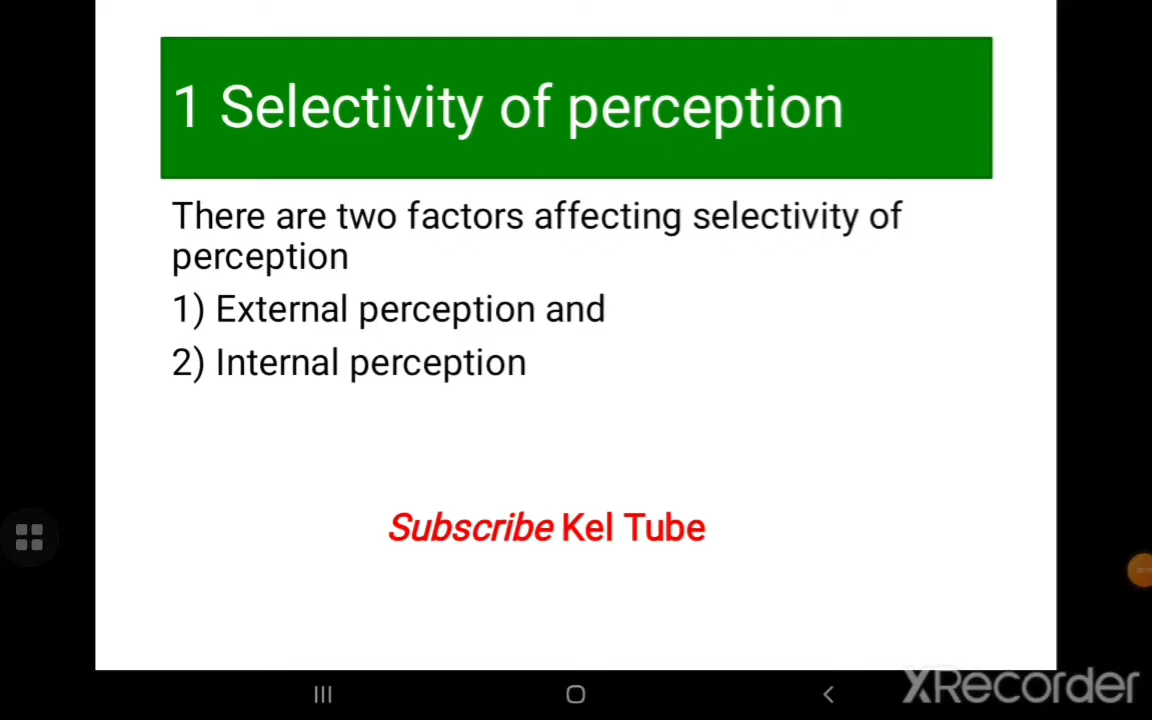 1 Selectivity of perception
There are two factors affecting selectivity of
perception
1) External perception and
2) Internal perception
Subscribe Kel Tube
XRecorder